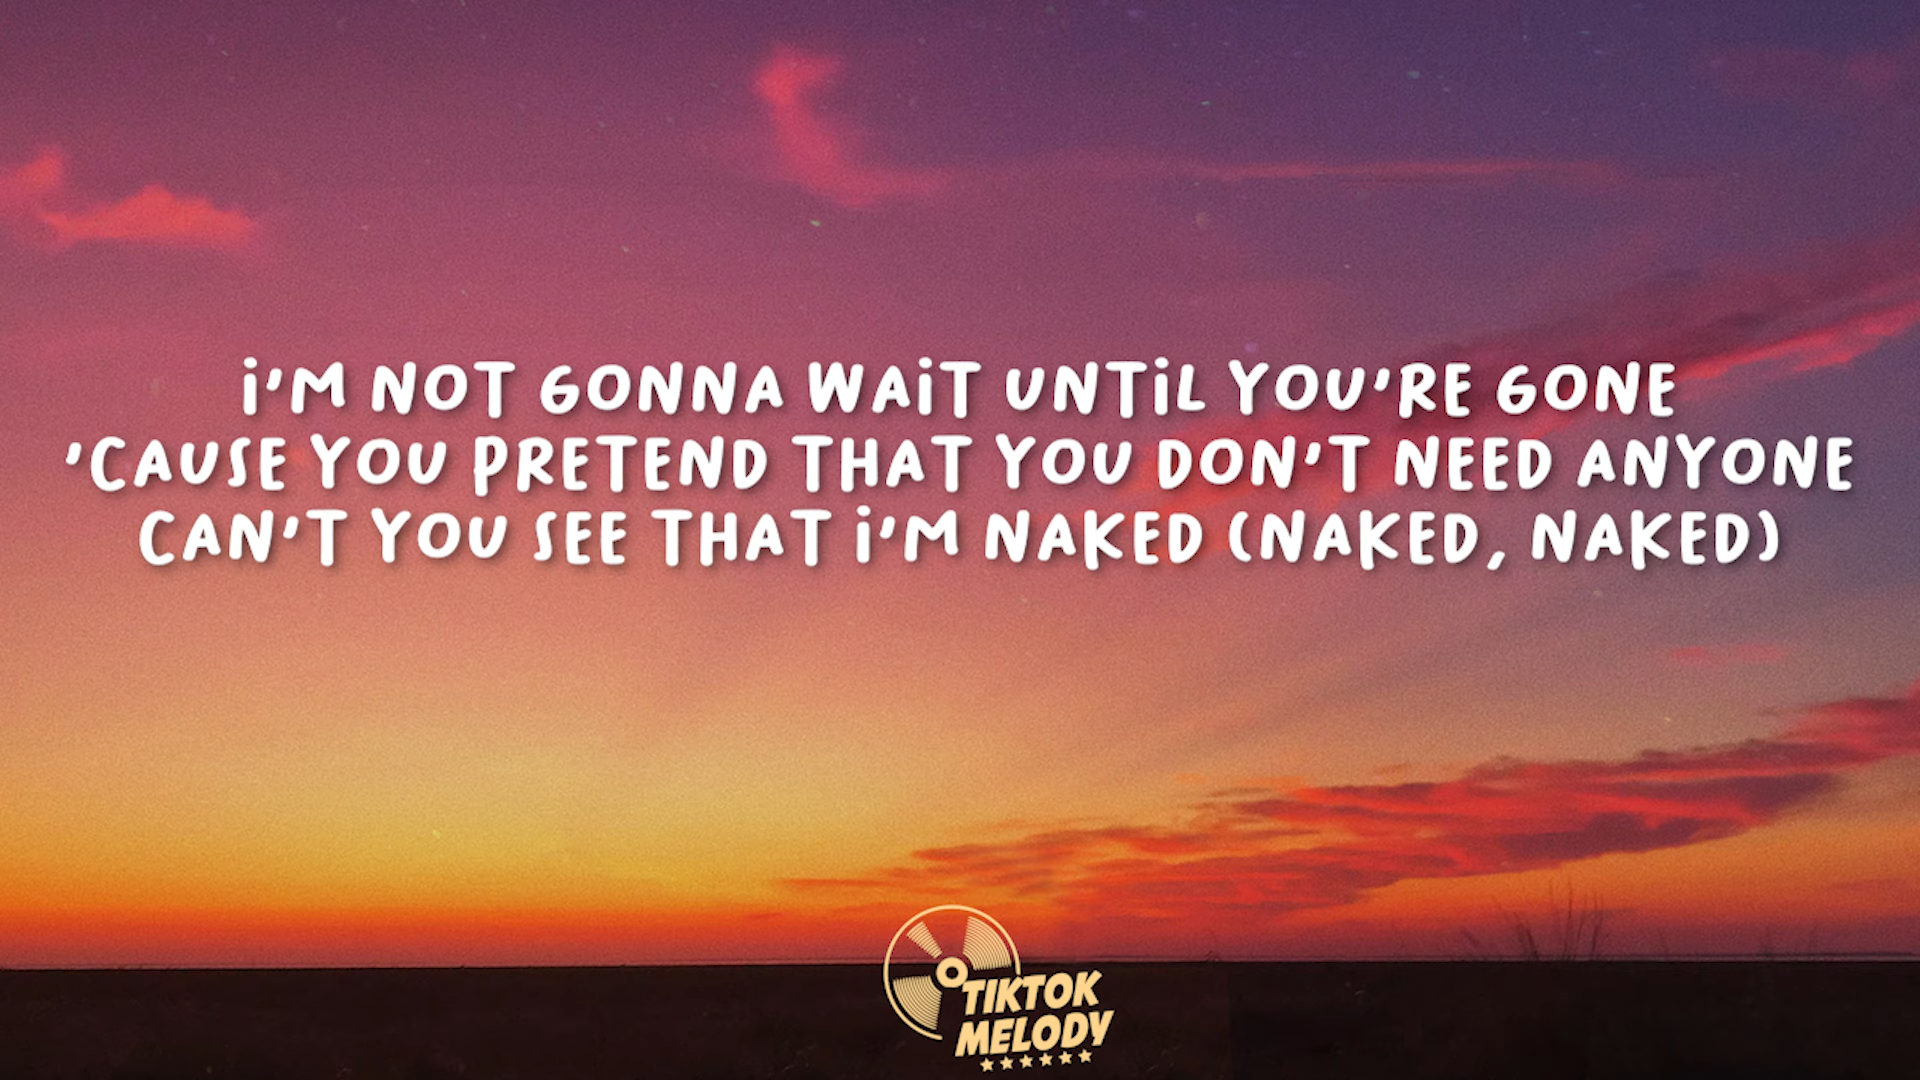 i'M NOT GONNA WAiT UNTiL YOU'RE GONE
'CAUSE YOU PRETEND THAT YOU DON'T NEED ANYONE
CAN'T YOU SEE THAT i'M NAKED (NAKED, NAKED)
TIKTOK
MELODY